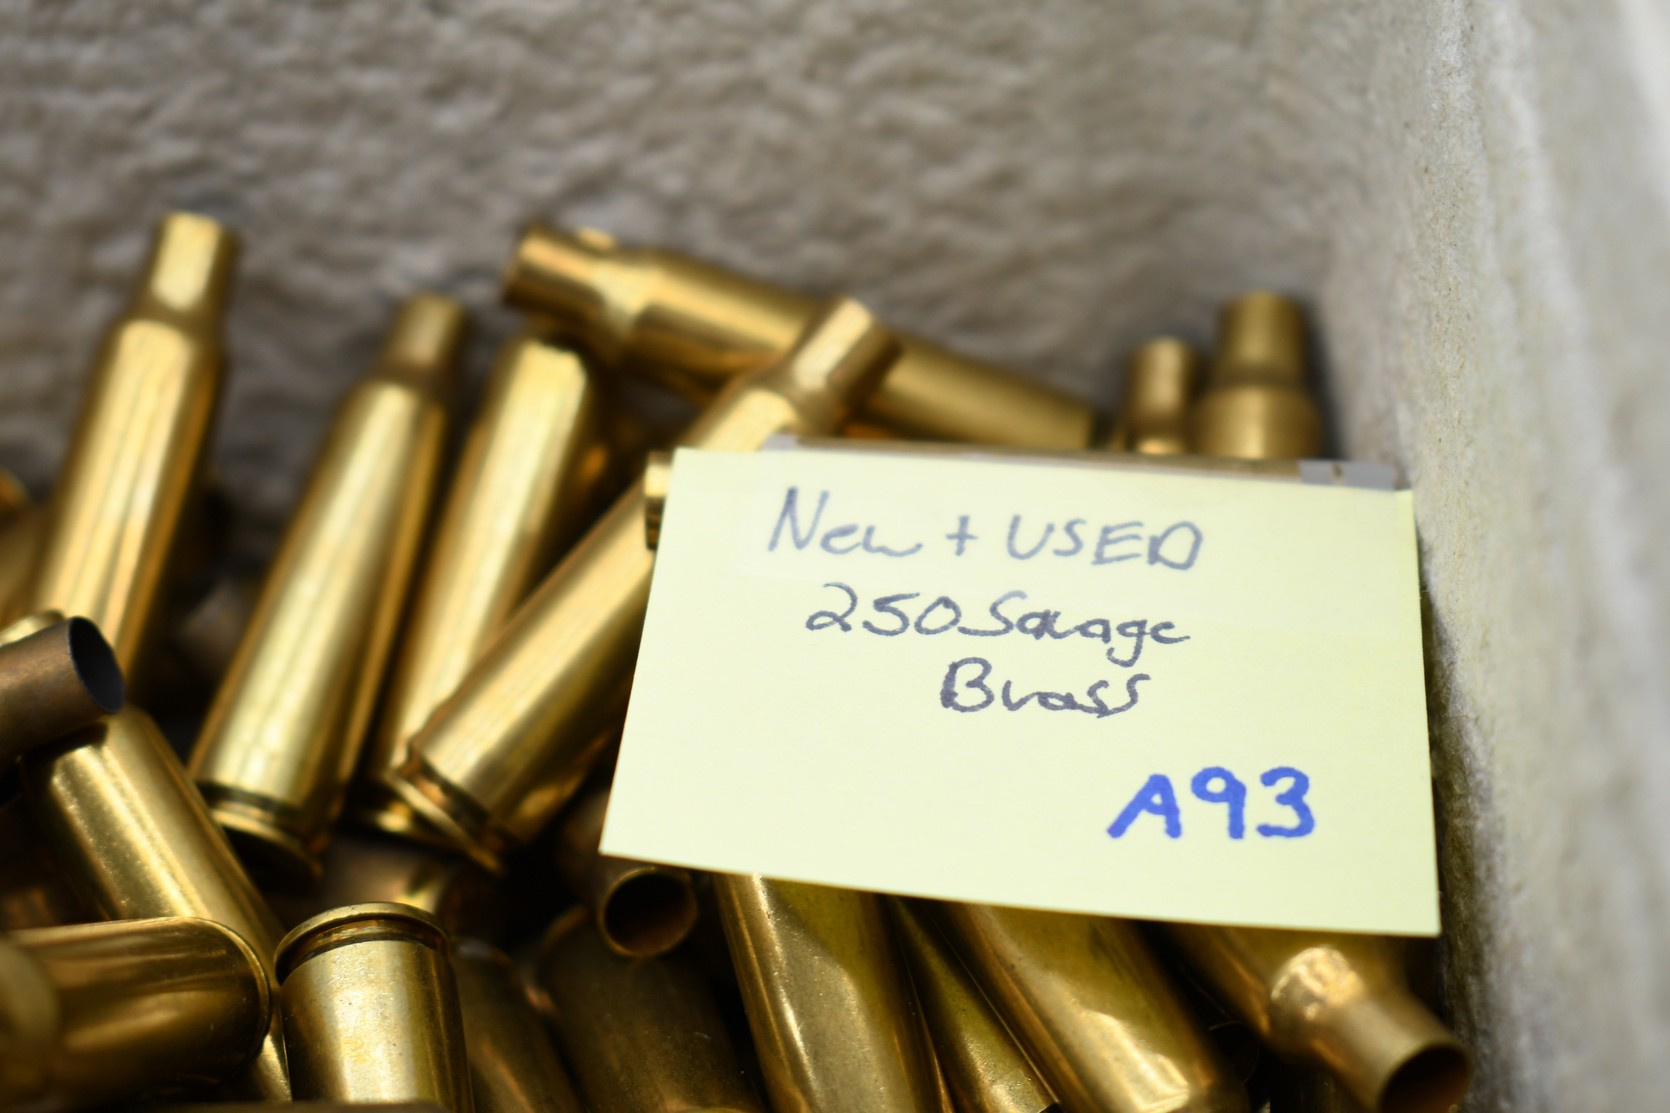 New + USED
250 Savage
Brass
A93